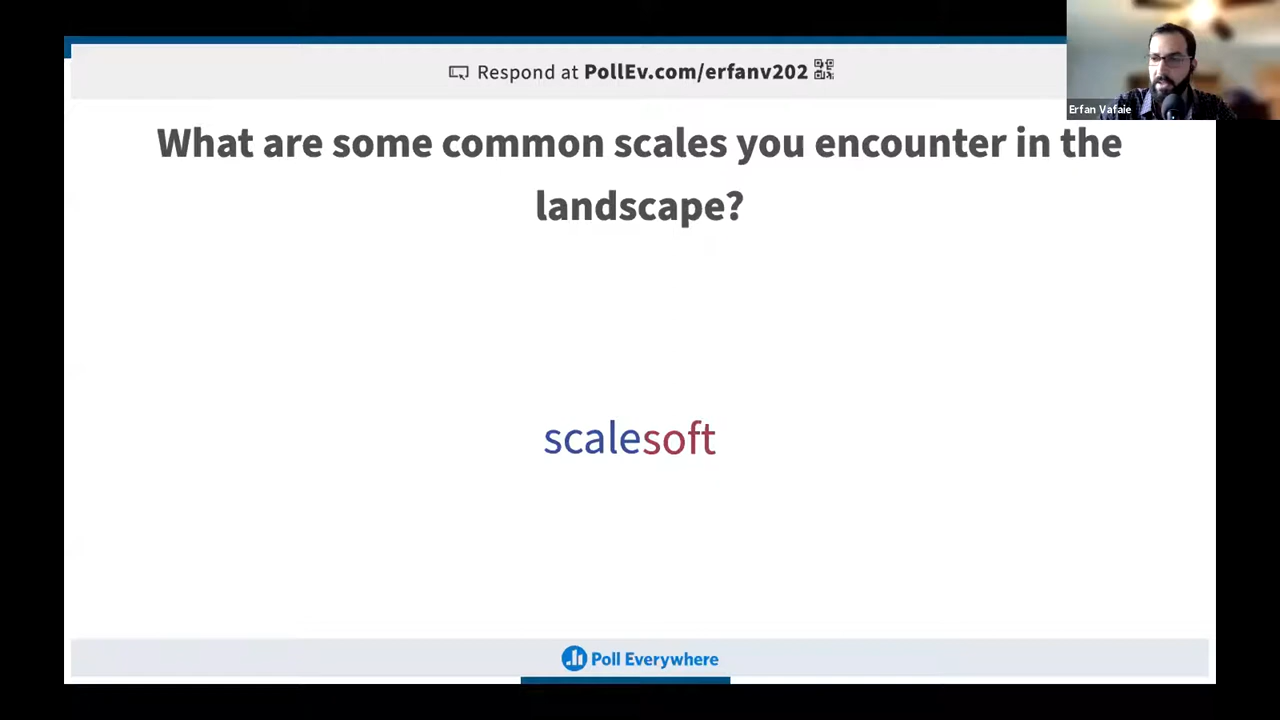 Respond at PollEv.com/erfanv202
Erfan Vafaie
What are some common scales you encounter in the
landscape?
scalesoft
Poll Everywhere